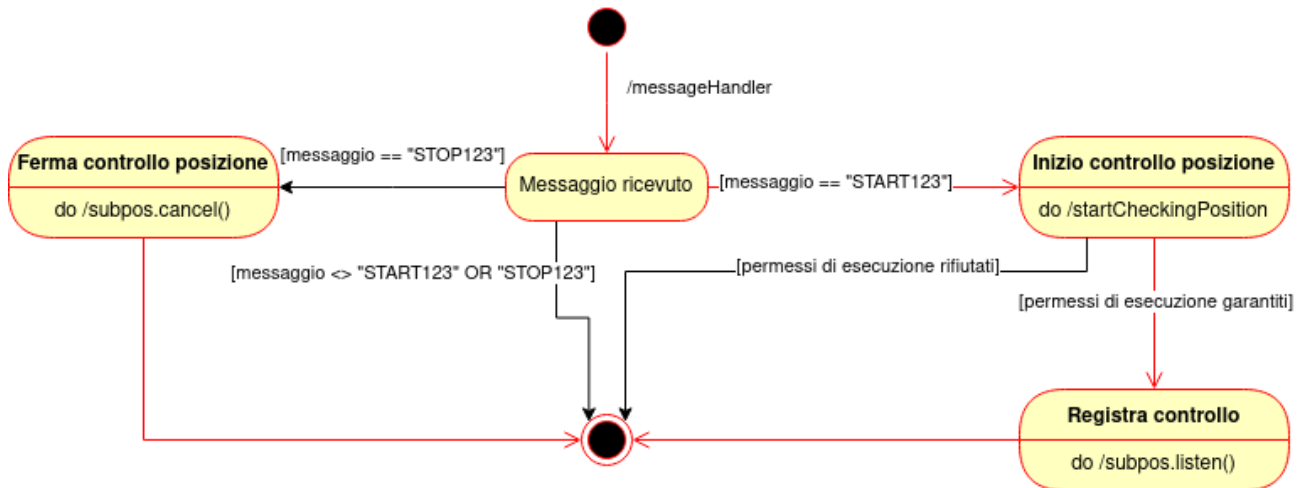 /messageHandler
Ferma controllo posizione
do /subpos.cancel()
[messaggio == "STOP123"]
Messaggio ricevuto
[messaggio == "START123"]
Inizio controllo posizione
do /startCheckingPosition
[messaggio <> "START123" OR "STOP123"]
[permessi di esecuzione rifiutati]
[permessi di esecuzione garantiti]
Registra controllo
do /subpos.listen()